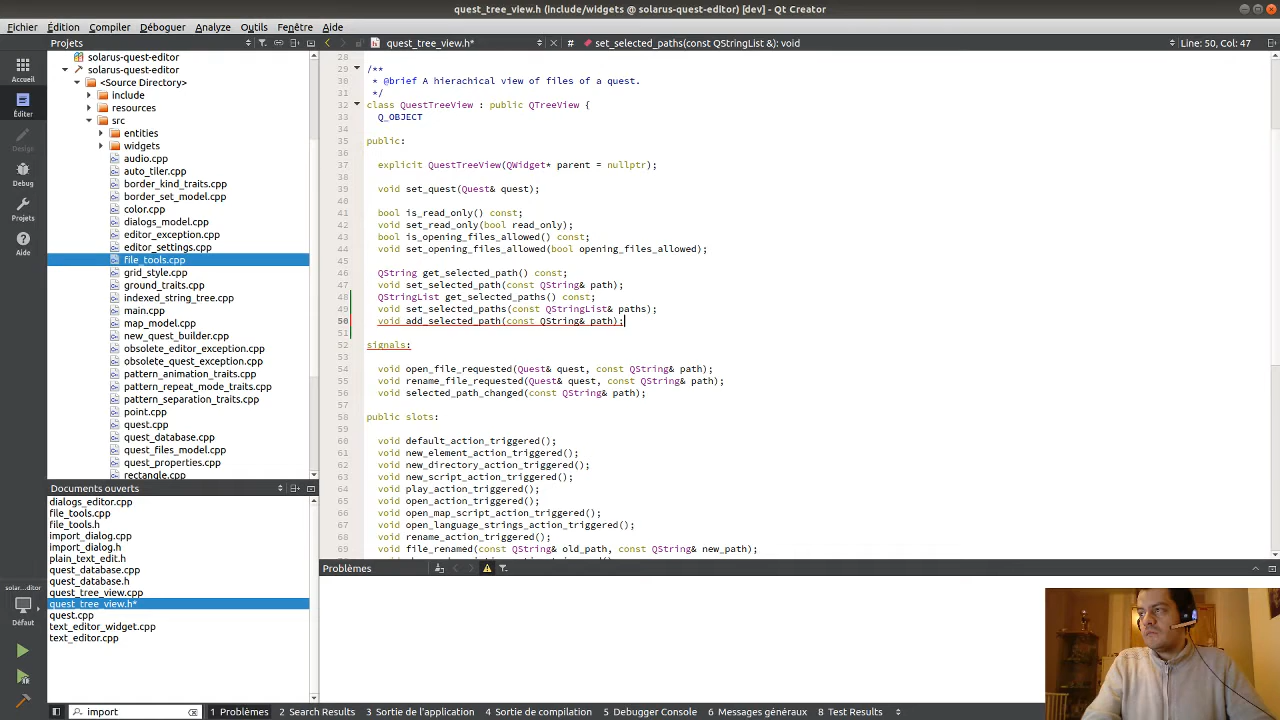 quest_tree_view.h (include/widgets @ solarus-quest-editor) [dev] - Qt Creator
Fichier Édition Compiler Déboguer Analyze Outils Fenêtre Aide
Projets
quest_tree_view.h*
# set_selected_paths(const QStringList &): void
Line: 50, Col: 47
Accueil
Éditer
Design
Debug
Projets
Aide
solar...ditor
Défaut
solarus-quest-editor
solarus-quest-editor
<Source Directory>
include
resources
src
entities
widgets
audio.cpp
auto_tiler.cpp
border_kind_traits.cpp
border_set_model.cpp
color.cpp
dialogs_model.cpp
editor_exception.cpp
editor_settings.cpp
file_tools.cpp
grid_style.cpp
ground_traits.cpp
indexed_string_tree.cpp
main.cpp
map_model.cpp
new_quest_builder.cpp
obsolete_editor_exception.cpp
obsolete_quest_exception.cpp
pattern_animation_traits.cpp
pattern_repeat_mode_traits.cpp
pattern_separation_traits.cpp
point.cpp
quest.cpp
quest_database.cpp
quest_files_model.cpp
quest_properties.cpp
rectangle.cpp
Documents ouverts
dialogs_editor.cpp
file_tools.cpp
file_tools.h
import_dialog.cpp
import_dialog.h
plain_text_edit.h
quest_database.cpp
quest_database.h
quest_tree_view.cpp
quest_tree_view.h*
quest.cpp
text_editor_widget.cpp
text_editor.cpp
28
29 /**
30 * @brief A hierachical view of files of a quest.
31 */
32 class QuestTreeView : public QTreeView {
33 Q_OBJECT
34
35 public:
36
37 explicit QuestTreeView(QWidget* parent = nullptr);
38
39 void set_quest(Quest& quest);
40
41 bool is_read_only() const;
42 void set_read_only(bool read_only);
43 bool is_opening_files_allowed() const;
44 void set_opening_files_allowed(bool opening_files_allowed);
45
46 QString get_selected_path() const;
47 void set_selected_path(const QString& path);
48 QStringList get_selected_paths() const;
49 void set_selected_paths(const QStringList& paths);
50 void add_selected_path(const QString& path);
51
52 signals:
53
54 void open_file_requested(Quest& quest, const QString& path);
55 void rename_file_requested(Quest& quest, const QString& path);
56 void selected_path_changed(const QString& path);
57
58 public slots:
59
60 void default_action_triggered();
61 void new_element_action_triggered();
62 void new_directory_action_triggered();
63 void new_script_action_triggered();
64 void play_action_triggered();
65 void open_action_triggered();
66 void open_map_script_action_triggered();
67 void open_language_strings_action_triggered();
68 void rename_action_triggered();
69 void file_renamed(const QString& old_path, const QString& new_path);
Problèmes
import
1 Problèmes 2 Search Results 3 Sortie de l'application 4 Sortie de compilation 5 Debugger Console 6 Messages généraux 8 Test Results